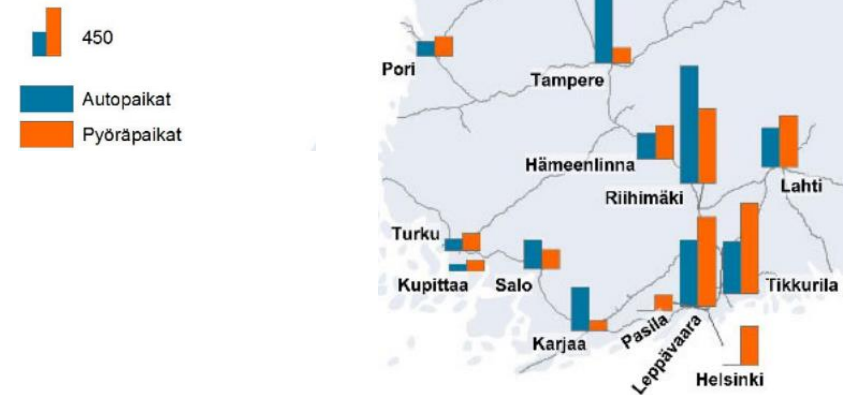 450
Autopaikat
Pyöräpaikat
Pori
Tampere
Hämeenlinna
Riihimäki
Lahti
Turku
Kupittaa
Salo
Karjaa
Pasila
Leppävaara
Tikkurila
Helsinki